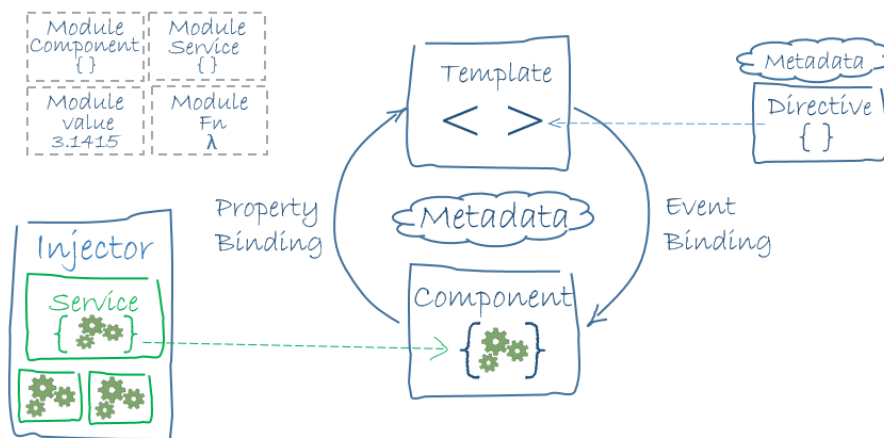 Module
Component
{ }
Module
Service
{ }
Module
value
3.1415
Module
Fn
λ
Template
< >
Metadata
Directive
{ }
Property
Binding
Metadata
Event
Binding
Injector
Service
{ }
Component
{ }